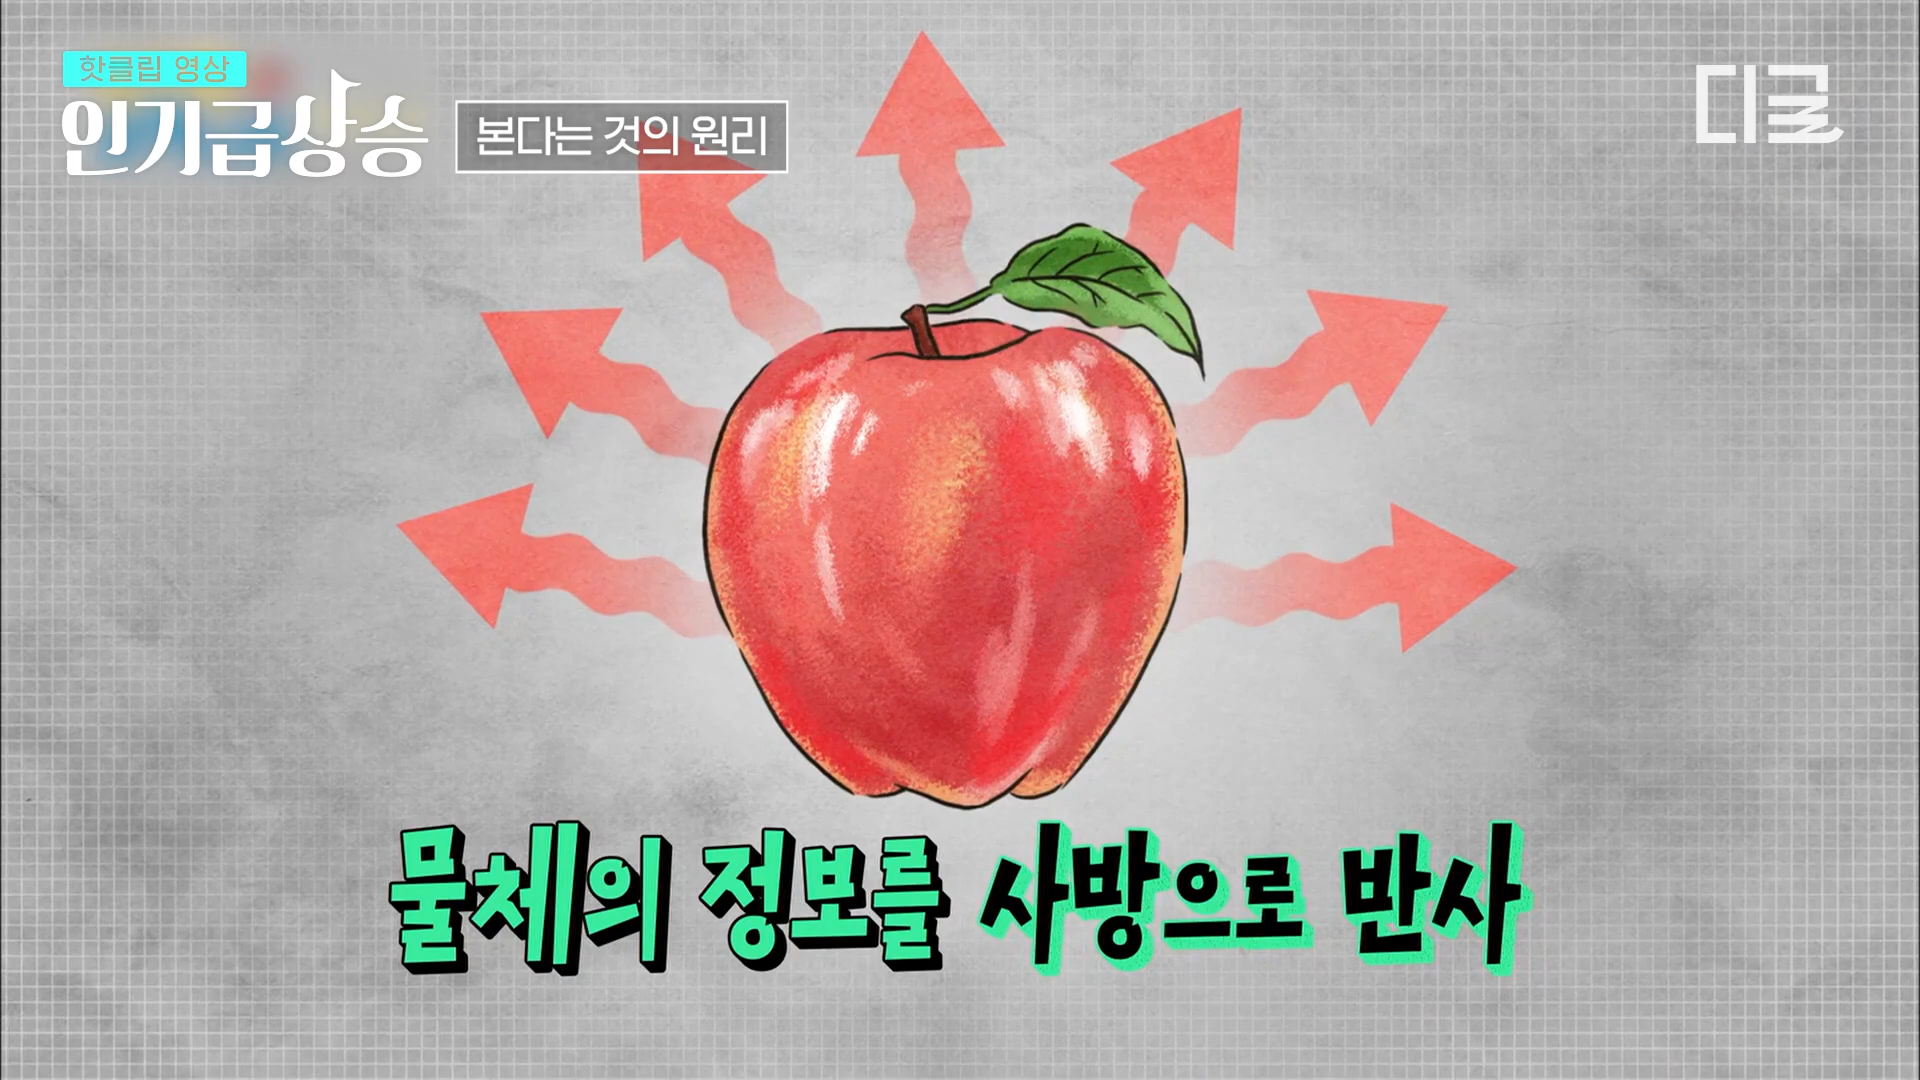 핫클립 영상
인기급상승
본다는 것의 원리
디글
물체의 정보를 사방으로 반사